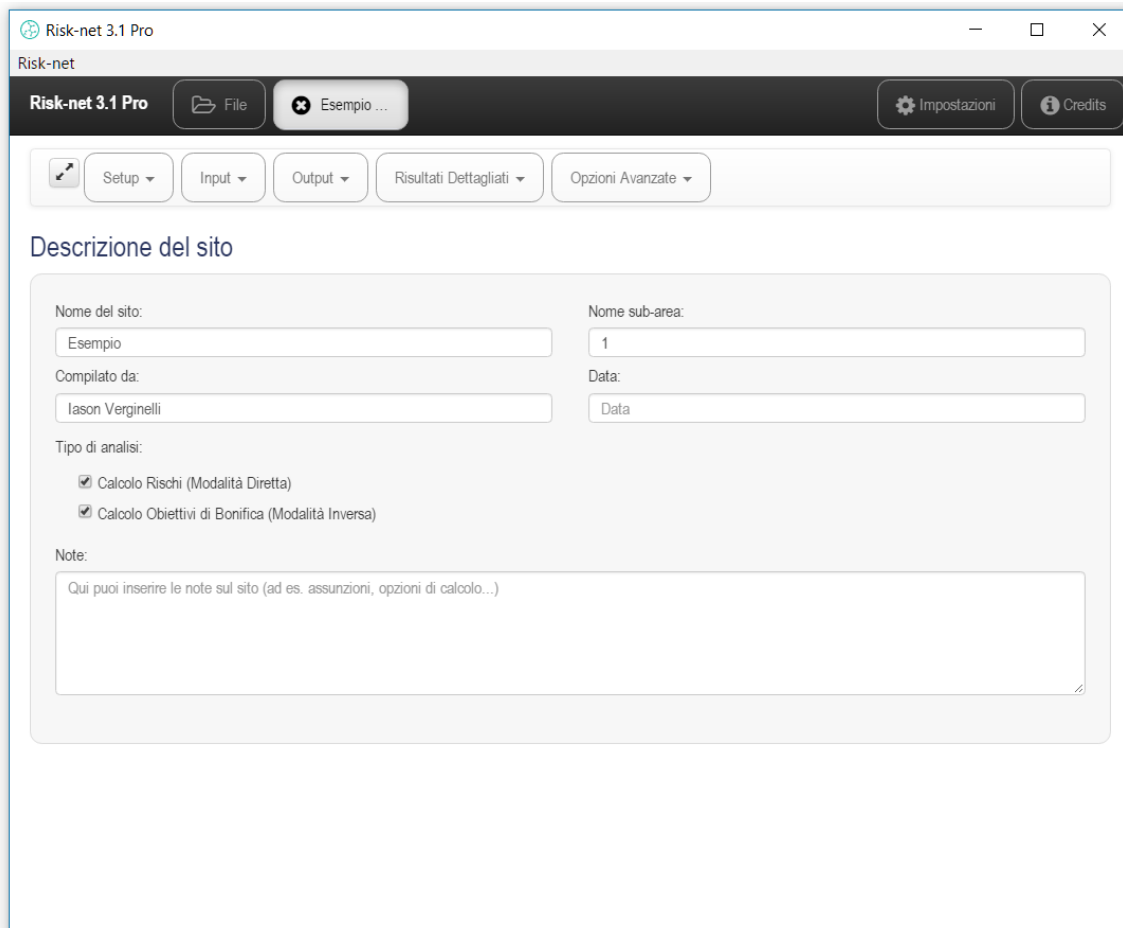 Risk-net 3.1 Pro
Risk-net
Risk-net 3.1 Pro File Esempio ... Impostazioni Credits
Setup Input Output Risultati Dettagliati Opzioni Avanzate
Descrizione del sito
Nome del sito: Nome sub-area:
Esempio 1
Compilato da: Data:
Iason Verginelli Data
Tipo di analisi:
Calcolo Rischi (Modalità Diretta)
Calcolo Obiettivi di Bonifica (Modalità Inversa)
Note:
Qui puoi inserire le note sul sito (ad es. assunzioni, opzioni di calcolo...)